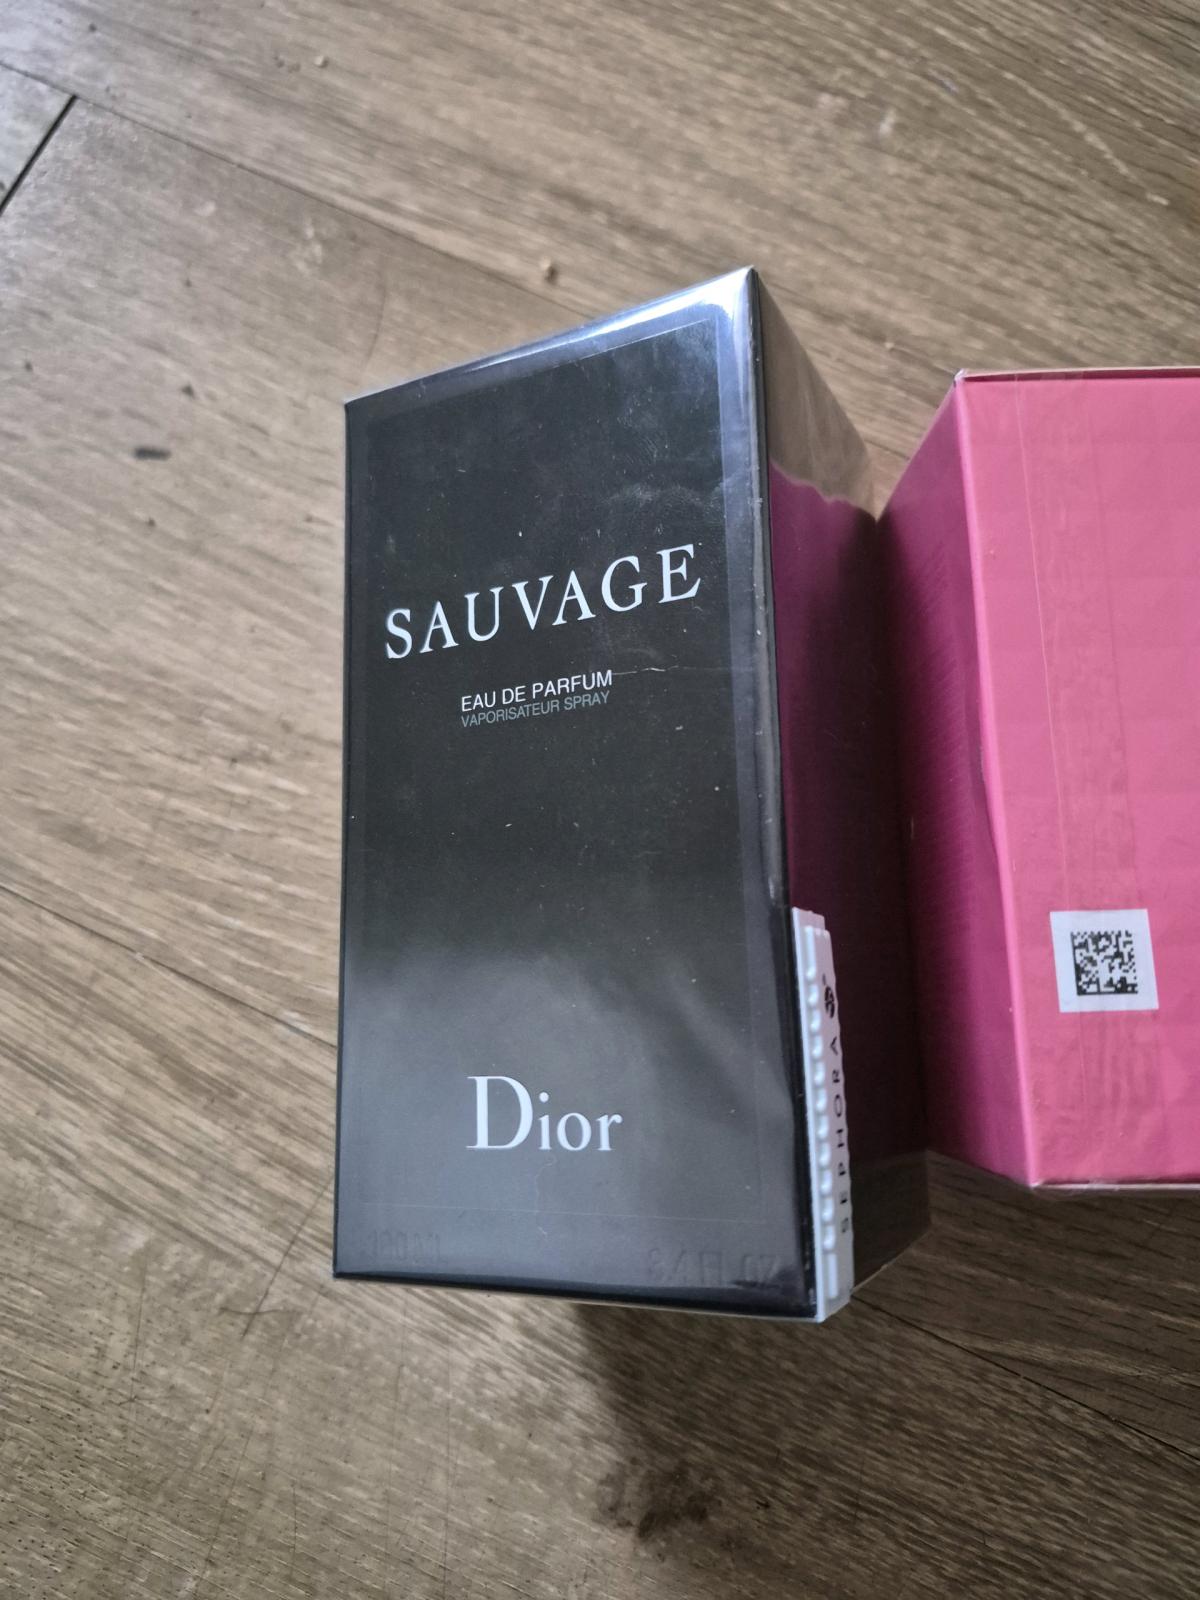 SAUVAGE
EAU DE PARFUM
VAPORISATEUR SPRAY
Dior
SEPHORA